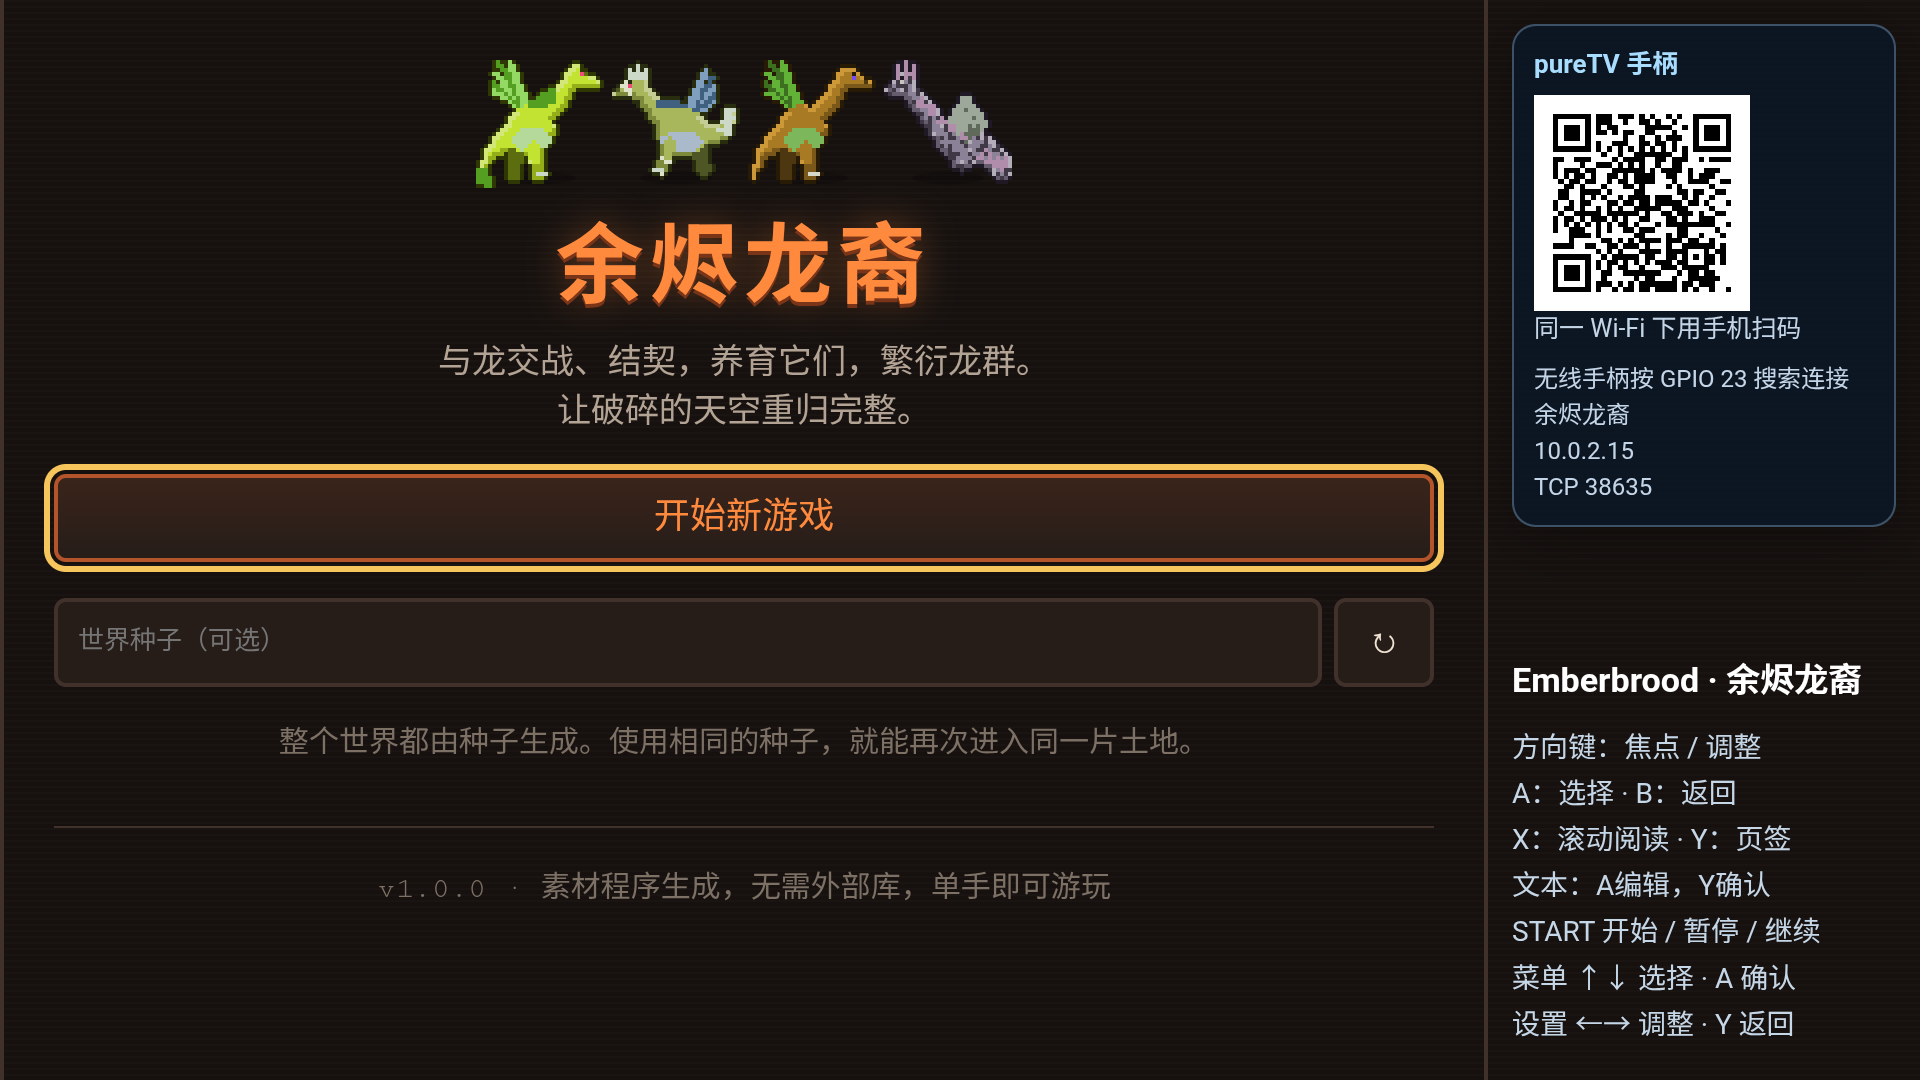 余烬龙裔
与龙交战、结契，养育它们，繁衍龙群。
让破碎的天空重归完整。
开始新游戏
世界种子（可选）
↻
整个世界都由种子生成。使用相同的种子，就能再次进入同一片土地。
v1.0.0 · 素材程序生成，无需外部库，单手即可游玩
pureTV 手柄
同一 Wi-Fi 下用手机扫码
无线手柄按 GPIO 23 搜索连接
余烬龙裔
10.0.2.15
TCP 38635
Emberbrood · 余烬龙裔
方向键：焦点 / 调整
A：选择 · B：返回
X：滚动阅读 · Y：页签
文本：A编辑，Y确认
START 开始 / 暂停 / 继续
菜单 ↑↓ 选择 · A 确认
设置 ←→ 调整 · Y 返回